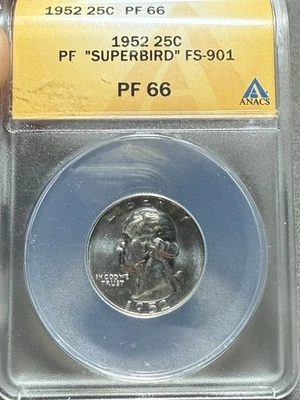 1952 25C PF 66
1952 25C
PF "SUPERBIRD" FS-901
PF 66
ANACS
LIBERTY
IN GOD WE
TRUST
1952